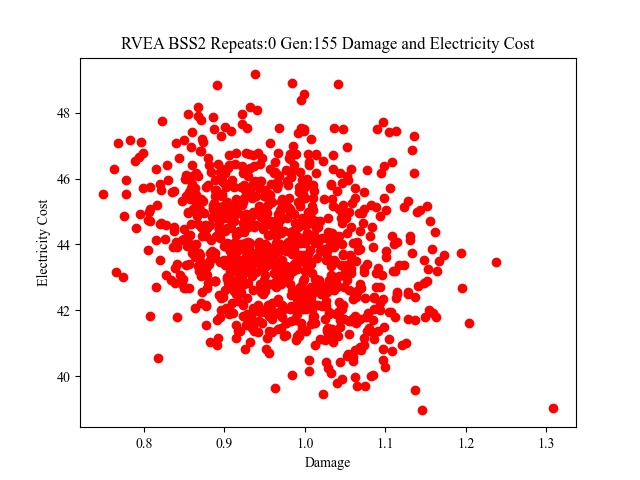 RVEA BSS2 Repeats:0 Gen:155 Damage and Electricity Cost
48
46
44
42
40
Electricity Cost
0.8 0.9 1.0 1.1 1.2 1.3
Damage